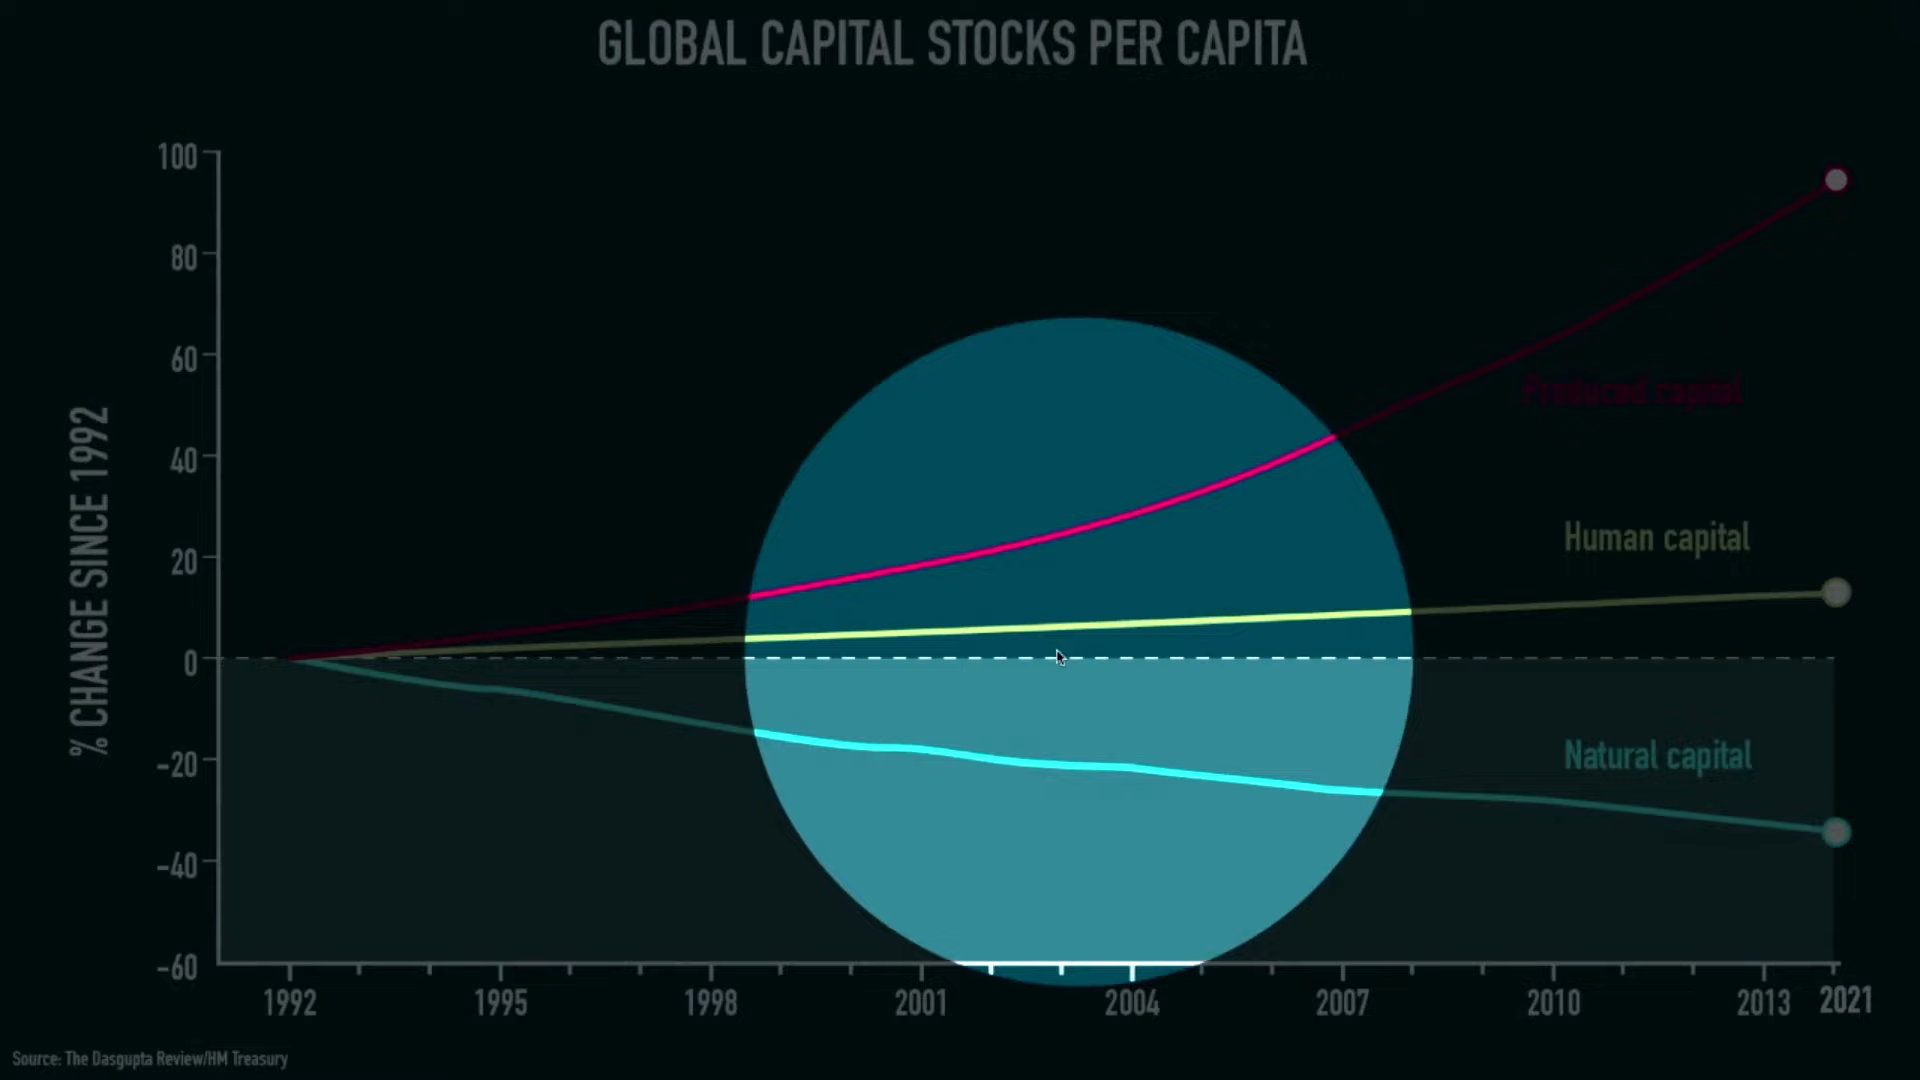 GLOBAL CAPITAL STOCKS PER CAPITA
% CHANGE SINCE 1992
100
80
60
40
20
0
-20
-40
-60
Produced capital
Human capital
Natural capital
1992 1995 1998 2001 2004 2007 2010 2013 2021
Source: The Dasgupta Review/HM Treasury